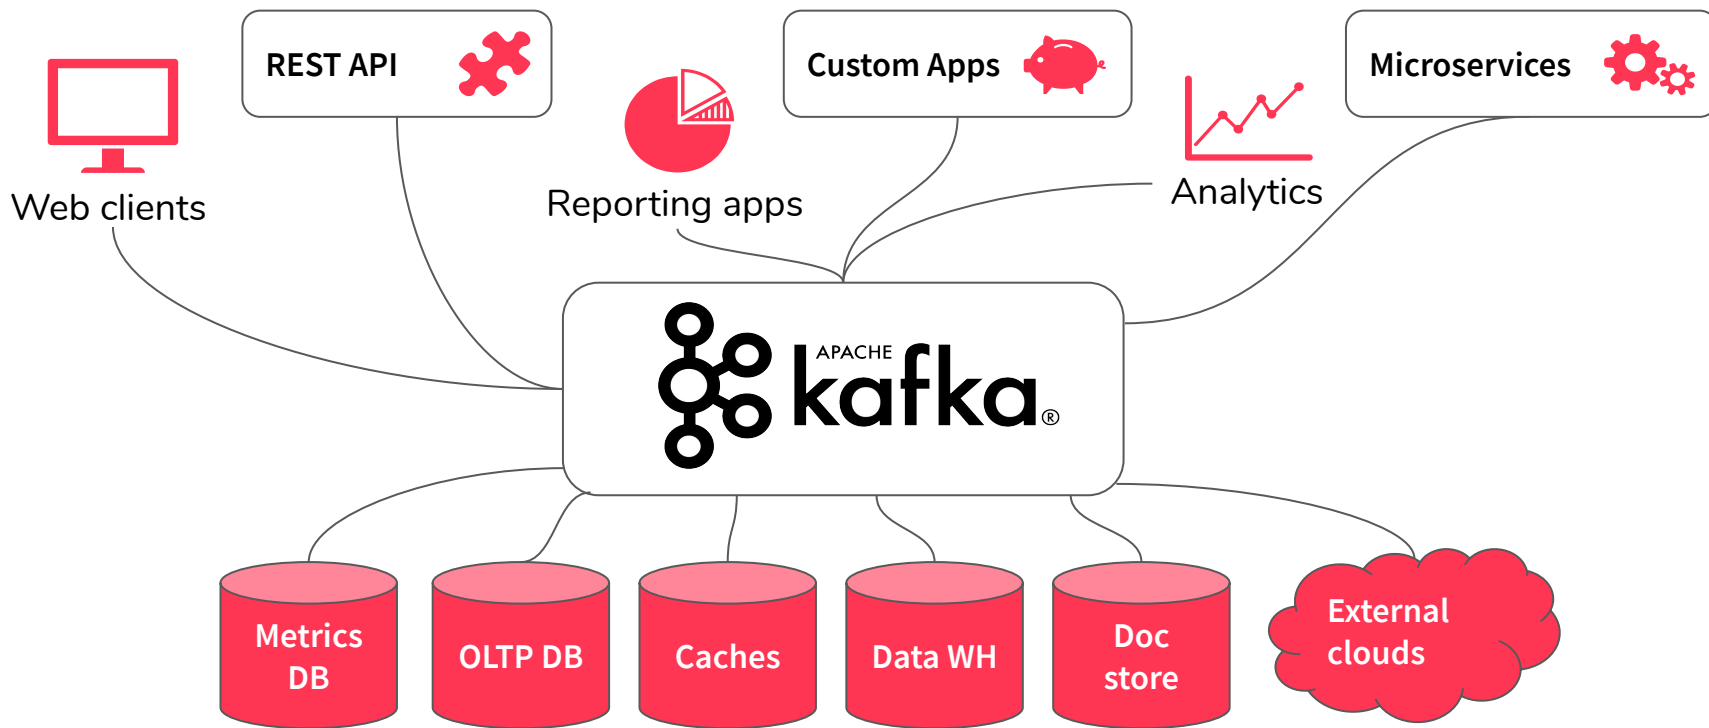 REST API
Custom Apps
Microservices
Web clients
Reporting apps
Analytics
APACHE
kafka®
Metrics
DB
OLTP DB
Caches
Data WH
Doc
store
External
clouds